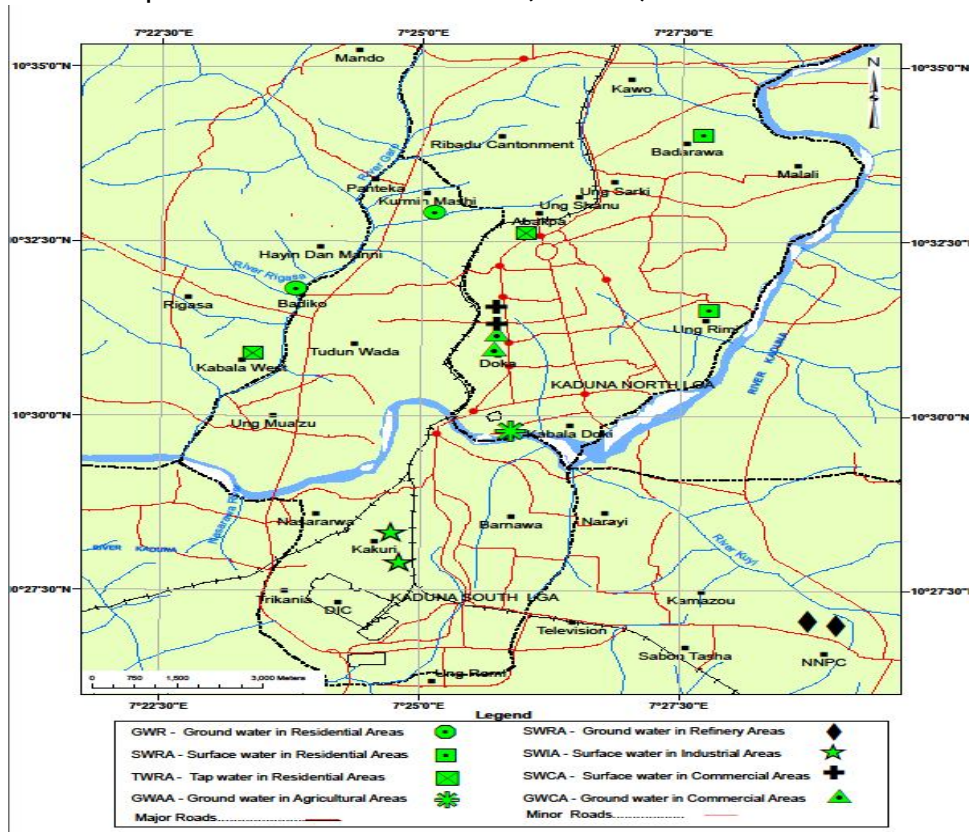 7°22'30"E 7°25'0"E 7°27'30"E
10°35'0"N 10°35'0"N
Mando
Kawo
N
River Garu
Ribadu Cantonment
Badarawa
Malali
Panteka
Kurmin Mashi
Ung Sarki
Ung Shanu
Abakpa
10°32'30"N 10°32'30"N
Hayin Dan Manni
River Rigasa
Rigasa
Badiko
Ung Rimi
Tudun Wada
Kabala West
Doka
KADUNA NORTH LGA
RIVER KADUNA
10°30'0"N 10°30'0"N
Ung Mua'zu
Kabala Doki
Nasarawa River
Nasararwa
Barnawa
Narayi
RIVER KADUNA
Kakuri
River Kuyi
10°27'30"N 10°27'30"N
Trikania
DIC
KADUNA SOUTH LGA
Kamazou
Television
Sabon Tasha
NNPC
Ung Romi
0 750 1,500 3,000 Meters
7°22'30"E 7°25'0"E 7°27'30"E
Legend
GWR - Ground water in Residential Areas
SWRA - Surface water in Residential Areas
TWRA - Tap water in Residential Areas
GWAA - Ground water in Agricultural Areas
Major Roads
SWRA - Ground water in Refinery Areas
SWIA - Surface water in Industrial Areas
SWCA - Surface water in Commercial Areas
GWCA - Ground water in Commercial Areas
Minor Roads